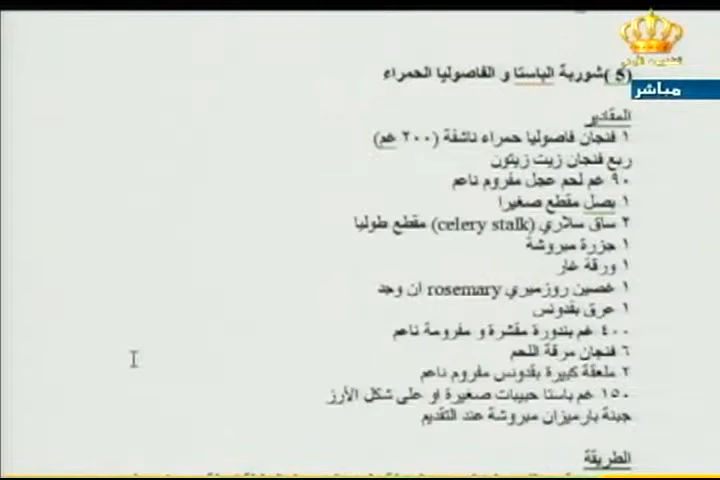 (5) شوربة الباستا و الفاصوليا الحمراء
مباشر
المقادير
١ فنجان فاصوليا حمراء ناشفة (٢٠٠ غم)
ربع فنجان زيت زيتون
٩٠ غم لحم عجل مفروم ناعم
١ بصل مقطع صغيرا
٢ ساق سلاري (celery stalk) مقطع طوليا
١ جزرة مبروشة
١ ورقة غار
١ غصين روزميري rosemary ان وجد
١ عرق بقدونس
٤٠٠ غم بندورة مقشرة و مفرومة ناعم
٦ فنجان مرقة اللحم
٢ ملعقة كبيرة بقدونس مفروم ناعم
١٥٠ غم باستا حبيبات صغيرة او على شكل الأرز
جبنة بارميزان مبروشة عند التقديم
الطريقة